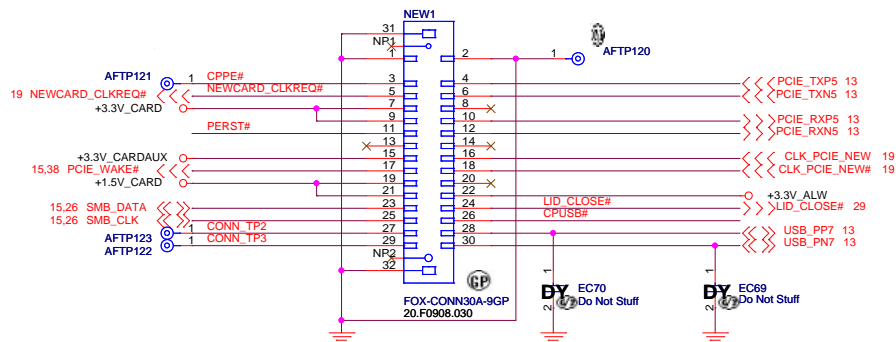 NEW1
31
NP1
1 2 1 AFTP120
AFTP121 1 CPPE# 3 4 PCIE_TXP5 13
19 NEWCARD_CLKREQ# NEWCARD_CLKREQ# 5 6 PCIE_TXN5 13
+3.3V_CARD 7 8
9 10 PCIE_RXP5 13
PERST# 11 12 PCIE_RXN5 13
13 14
+3.3V_CARDAUX 15 16 CLK_PCIE_NEW 19
15,38 PCIE_WAKE# 17 18 CLK_PCIE_NEW# 19
+1.5V_CARD 19 20
21 22 +3.3V_ALW
15,26 SMB_DATA 23 24 LID_CLOSE# LID_CLOSE# 29
15,26 SMB_CLK 25 26 CPUSB#
AFTP123 1 CONN_TP2 27 28 USB_PP7 13
AFTP122 1 CONN_TP3 29 30 USB_PN7 13
NP2
32
GP
FOX-CONN30A-9GP
20.F0908.030
1 DY 2 EC70
Do Not Stuff
1 DY 2 EC69
Do Not Stuff